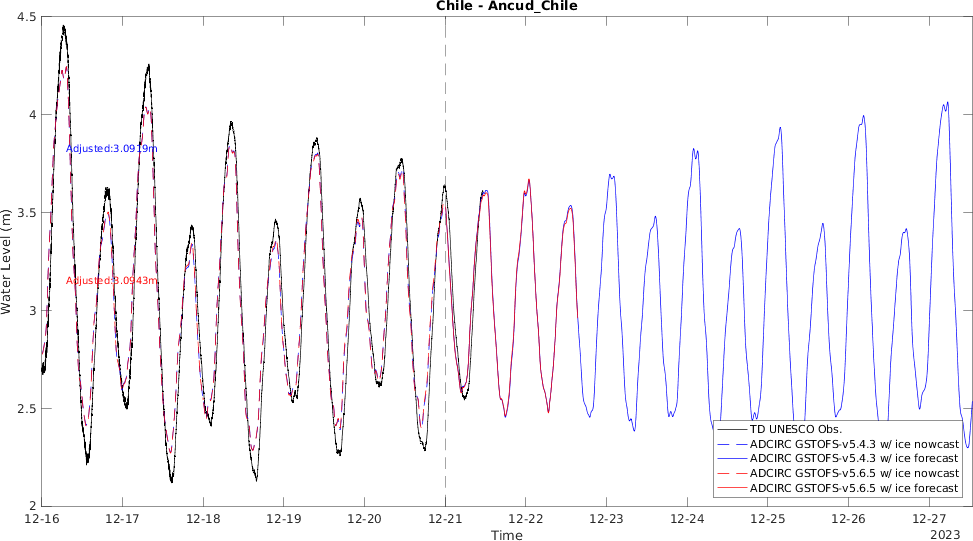 Chile - Ancud_Chile
4.5
4
3.5
3
2.5
2
Water Level (m)
Adjusted:3.0919m
Adjusted:3.0943m
TD UNESCO Obs.
ADCIRC GSTOFS-v5.4.3 w/ ice nowcast
ADCIRC GSTOFS-v5.4.3 w/ ice forecast
ADCIRC GSTOFS-v5.6.5 w/ ice nowcast
ADCIRC GSTOFS-v5.6.5 w/ ice forecast
12-16 12-17 12-18 12-19 12-20 12-21 12-22 12-23 12-24 12-25 12-26 12-27
Time
2023